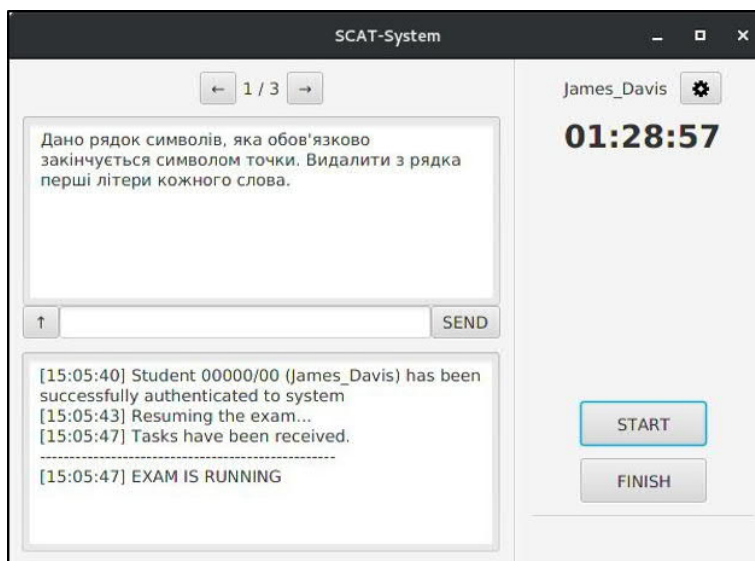 SCAT-System
← 1 / 3 →
James_Davis
01:28:57
Дано рядок символів, яка обов'язково
закінчується символом точки. Видалити з рядка
перші літери кожного слова.
↑ SEND
[15:05:40] Student 00000/00 (James_Davis) has been
successfully authenticated to system
[15:05:43] Resuming the exam...
[15:05:47] Tasks have been received.
--------------------------------------------------
[15:05:47] EXAM IS RUNNING
START
FINISH